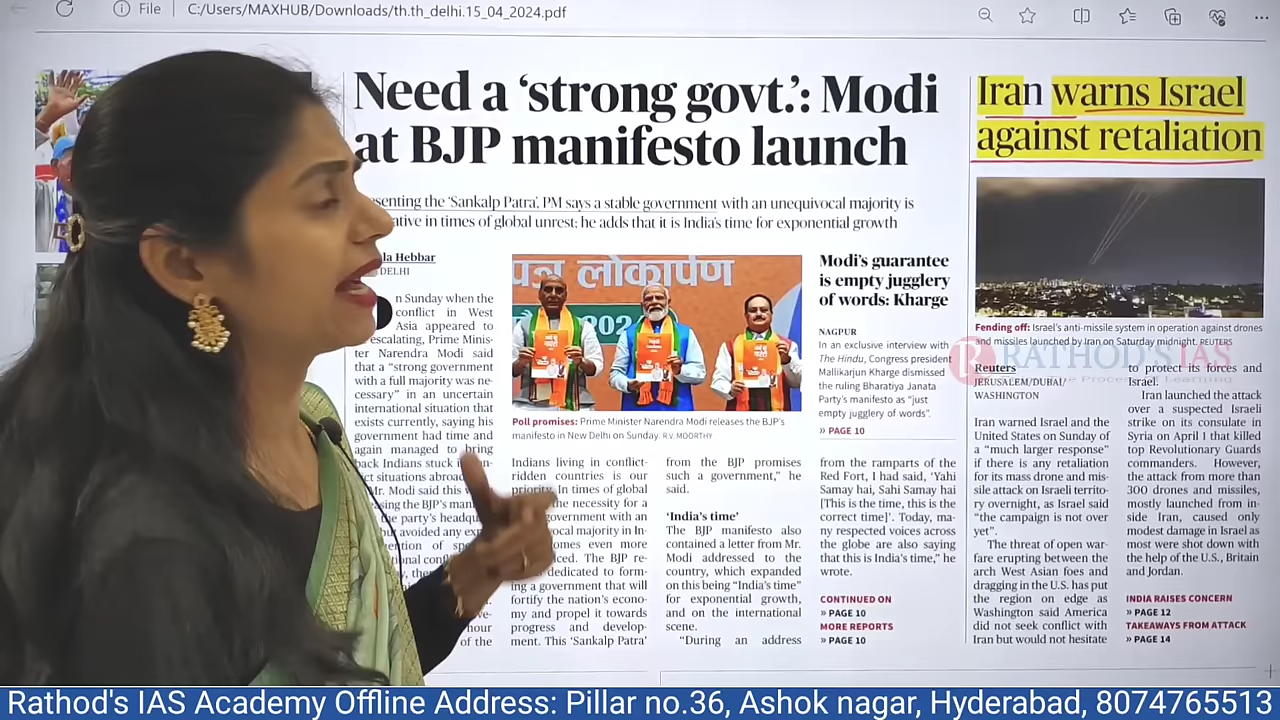 File C:/Users/MAXHUB/Downloads/th.th_delhi.15_04_2024.pdf
Need a ‘strong govt.’: Modi
at BJP manifesto launch
the ‘Sankalp Patra’, PM says a stable government with an unequivocal majority is
in times of global unrest; he adds that it is India’s time for exponential growth
Hebbar
DELHI
n Sunday when the
conflict in West
Asia appeared to
escalating, Prime Minis-
ter Narendra Modi said
that a “strong government
with a full majority was ne-
cessary” in an uncertain
international situation that
exists currently, saying his
government had time and
again managed to bring
back Indians stuck in
situations abroad
Mr. Modi said this
the BJP’s
the party’s
avoided any
of the
पत्र लोकार्पण
202
Poll promises: Prime Minister Narendra Modi releases the BJP’s
manifesto in New Delhi on Sunday. R.V. MOORTHY
Indians living in conflict-
ridden countries is our
priority. In times of global
the necessity for a
government with an
majority in
even more
The BJP
dedicated to form-
ing a government that will
fortify the nation’s econo-
my and propel it towards
progress and develop-
ment. This ‘Sankalp Patra’
from the BJP promises
such a government,” he
said.
‘India’s time’
The BJP manifesto also
contained a letter from Mr.
Modi addressed to the
country, which expanded
on this being “India’s time”
for exponential growth,
and on the international
scene.
“During an address
Modi’s guarantee
is empty jugglery
of words: Kharge
NAGPUR
In an exclusive interview with
The Hindu, Congress president
Mallikarjun Kharge dismissed
the ruling Bharatiya Janata
Party’s manifesto as “just
empty jugglery of words”.
» PAGE 10
from the ramparts of the
Red Fort, I had said, ‘Yahi
Samay hai, Sahi Samay hai
[This is the time, this is the
correct time]’. Today, ma-
ny respected voices across
the globe are also saying
that this is India’s time,” he
wrote.
CONTINUED ON
» PAGE 10
MORE REPORTS
» PAGE 10
Iran warns Israel
against retaliation
Fending off: Israel’s anti-missile system in operation against drones
and missiles launched by Iran on Saturday midnight. REUTERS
R RATHOD'S IAS
Learning
Reuters
JERUSALEM/DUBAI/
WASHINGTON
Iran warned Israel and the
United States on Sunday of
a “much larger response”
if there is any retaliation
for its mass drone and mis-
sile attack on Israeli territo-
ry overnight, as Israel said
“the campaign is not over
yet”.
The threat of open war-
fare erupting between the
arch West Asian foes and
dragging in the U.S. has put
the region on edge as
Washington said America
did not seek conflict with
Iran but would not hesitate
to protect its forces and
Israel.
Iran launched the attack
over a suspected Israeli
strike on its consulate in
Syria on April 1 that killed
top Revolutionary Guards
commanders. However,
the attack from more than
300 drones and missiles,
mostly launched from in-
side Iran, caused only
modest damage in Israel as
most were shot down with
the help of the U.S., Britain
and Jordan.
INDIA RAISES CONCERN
» PAGE 12
TAKEAWAYS FROM ATTACK
» PAGE 14
Rathod's IAS Academy Offline Address: Pillar no.36, Ashok nagar, Hyderabad, 8074765513